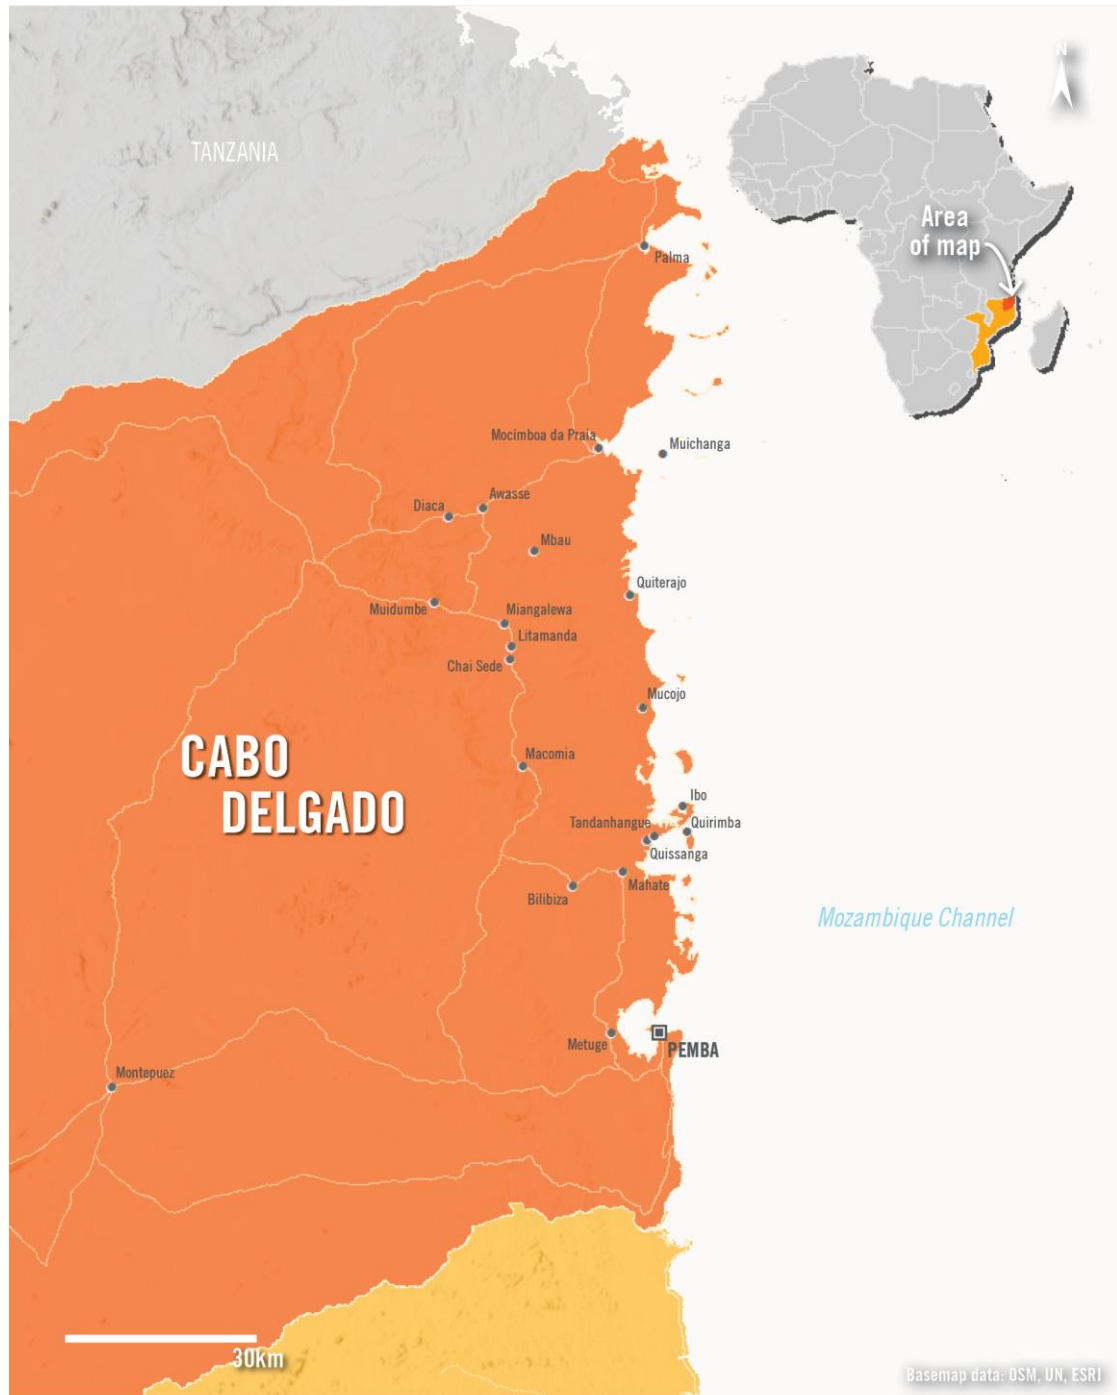 N
TANZANIA
Area
of map
Palma
Mocimboa da Praia
Muichanga
Awasse
Diaca
Mbau
Quiterajo
Muidumbe
Miangalewa
Litamanda
Chai Sede
Mucojo
CABO
DELGADO
Macomia
Ibo
Tandanhangue
Quirimba
Quissanga
Mahate
Bilibiza
Mozambique Channel
Metuge
PEMBA
Montepuez
30km
Basemap data: OSM, UN, ESRI